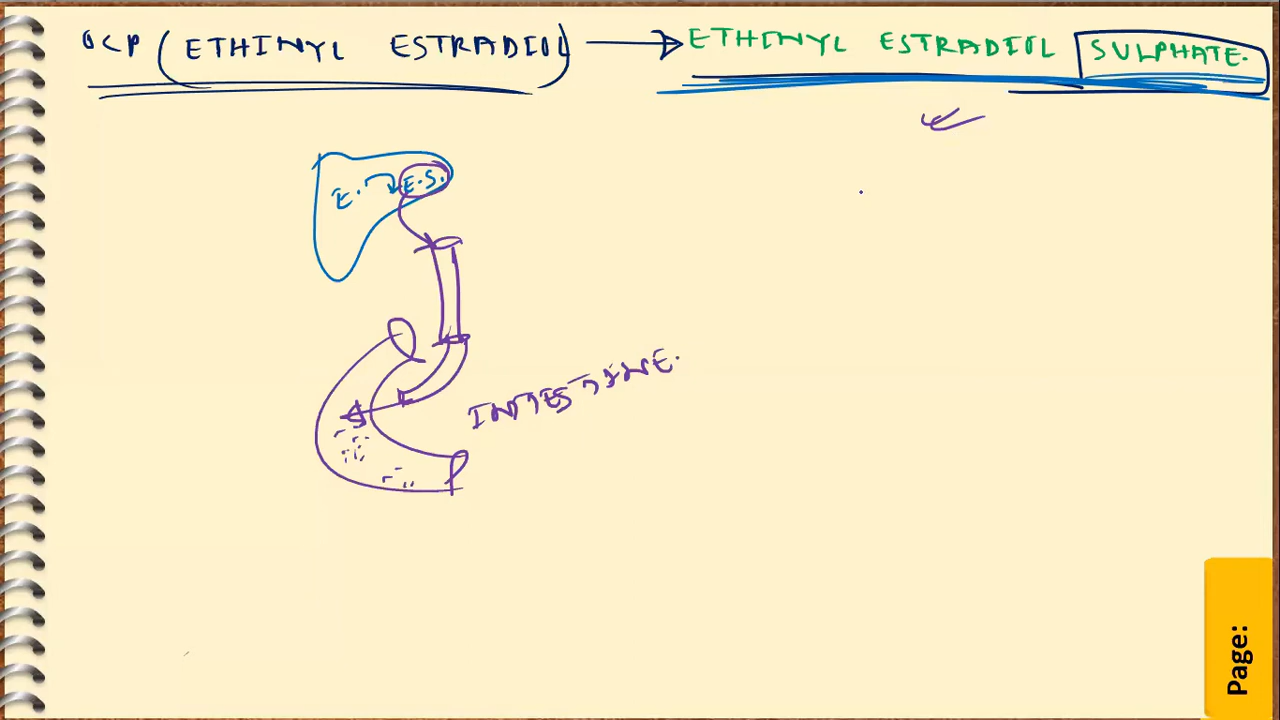 OCP (ETHINYL ESTRADIOL) → ETHINYL ESTRADIOL SULPHATE.
E. E.S.
INTESTINE.
Page: